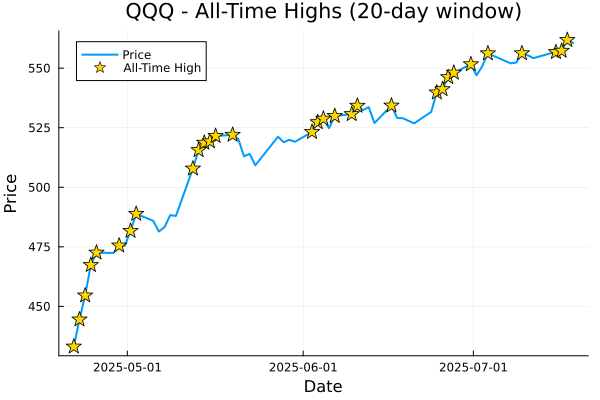 QQQ - All-Time Highs (20-day window)
Price
All-Time High
Price
550
525
500
475
450
2025-05-01
2025-06-01
2025-07-01
Date